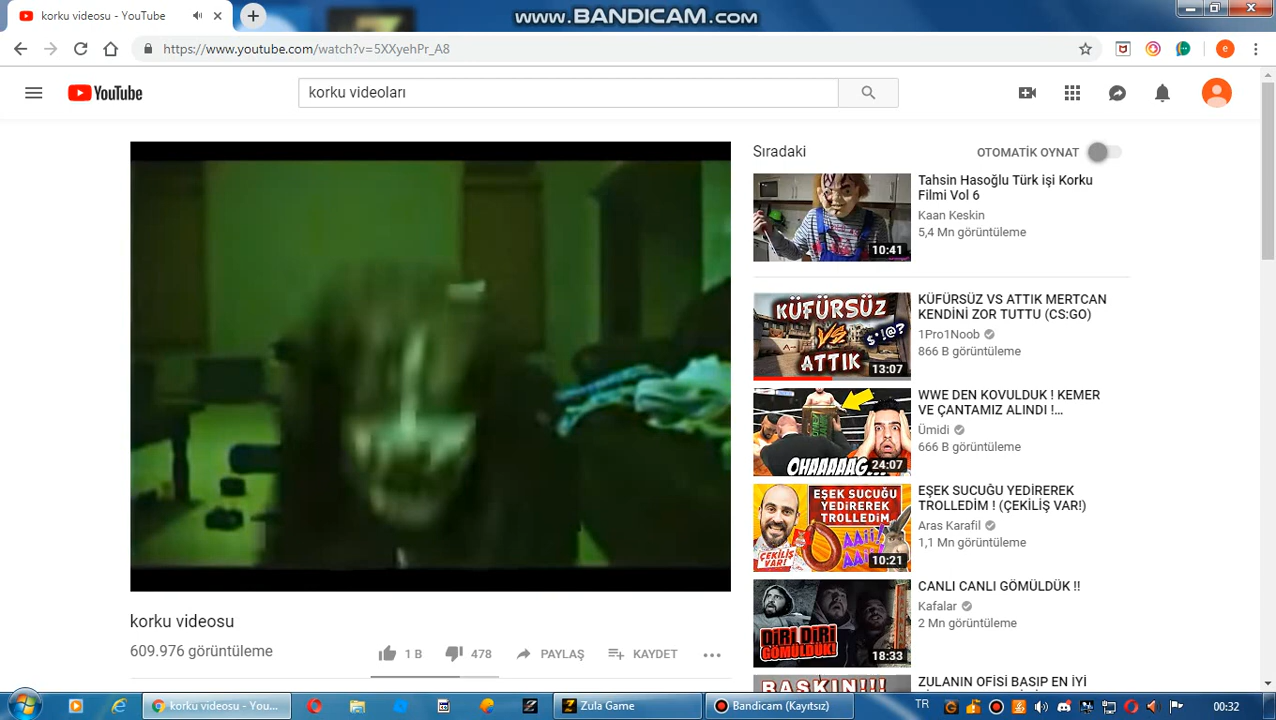 korku videosu - YouTube
www.BANDICAM.com
https://www.youtube.com/watch?v=5XXyehPr_A8
e
YouTube
korku videoları
Sıradaki
OTOMATİK OYNAT
Tahsin Hasoğlu Türk işi Korku
Filmi Vol 6
Kaan Keskin
5,4 Mn görüntüleme
10:41
KÜFÜRSÜZ
VS
ATTIK
$*!@?
13:07
KÜFÜRSÜZ VS ATTIK MERTCAN
KENDİNİ ZOR TUTTU (CS:GO)
1Pro1Noob
866 B görüntüleme
OHAAAAAG...
24:07
WWE DEN KOVULDUK ! KEMER
VE ÇANTAMIZ ALINDI !...
Ümidi
666 B görüntüleme
EŞEK SUCUĞU
YEDİREREK
TROLLEDİM
ÇEKİLİŞ
VAR!
10:21
EŞEK SUCUĞU YEDİREREK
TROLLEDİM ! (ÇEKİLİŞ VAR!)
Aras Karafil
1,1 Mn görüntüleme
DİRİ DİRİ
GÖMÜLDÜK!
18:33
CANLI CANLI GÖMÜLDÜK !!
Kafalar
2 Mn görüntüleme
BASKIN!!!
ZULANIN OFİSİ BASIP EN İYİ
korku videosu
609.976 görüntüleme
1 B
478
PAYLAŞ
KAYDET
korku videosu - You...
Zula Game
Bandicam (Kayıtsız)
TR
00:32